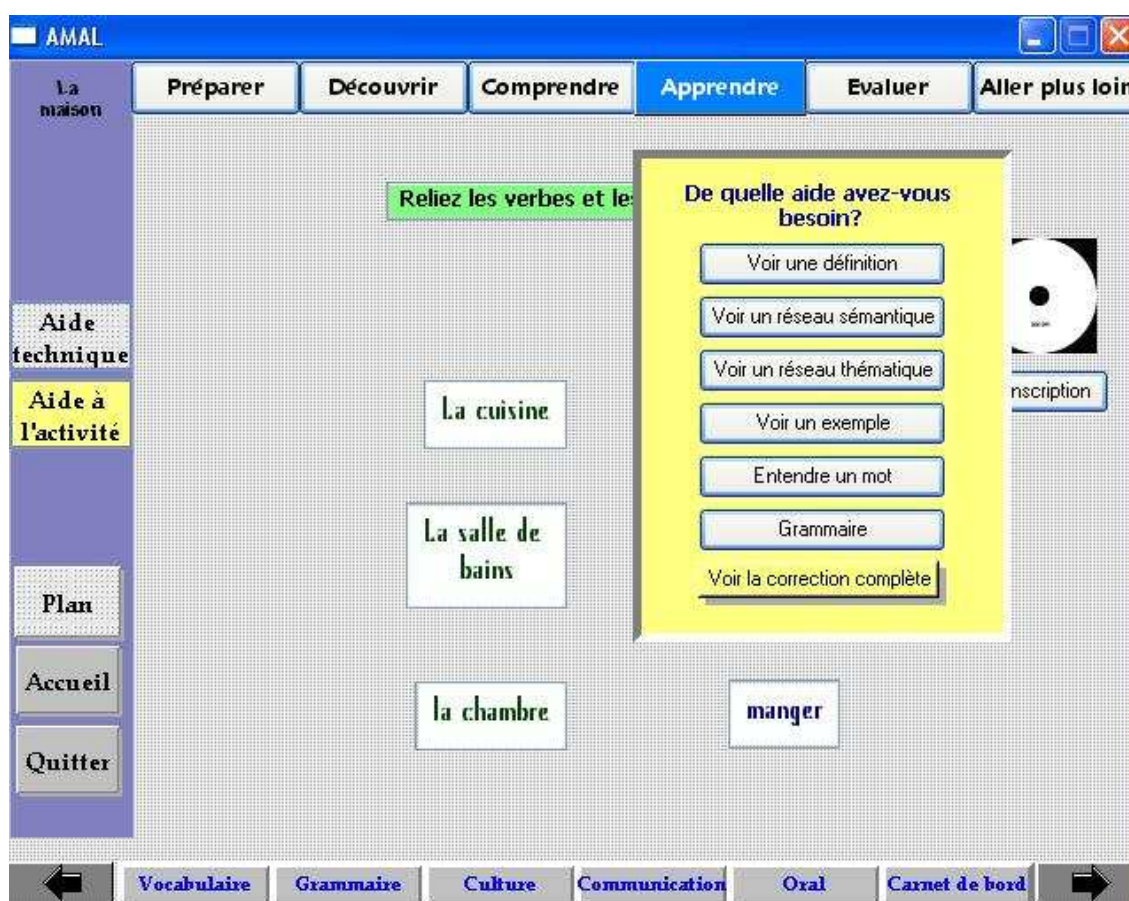 AMAL
La
maison
Préparer
Découvrir
Comprendre
Apprendre
Evaluer
Aller plus loin
Reliez les verbes et les
De quelle aide avez-vous
besoin?
Voir une définition
Voir un réseau sémantique
Voir un réseau thématique
Voir un exemple
Entendre un mot
Grammaire
Voir la correction complète
nscription
Aide
technique
Aide à
l'activité
La cuisine
La salle de
bains
la chambre
manger
Plan
Accueil
Quitter
Vocabulaire
Grammaire
Culture
Communication
Oral
Carnet de bord